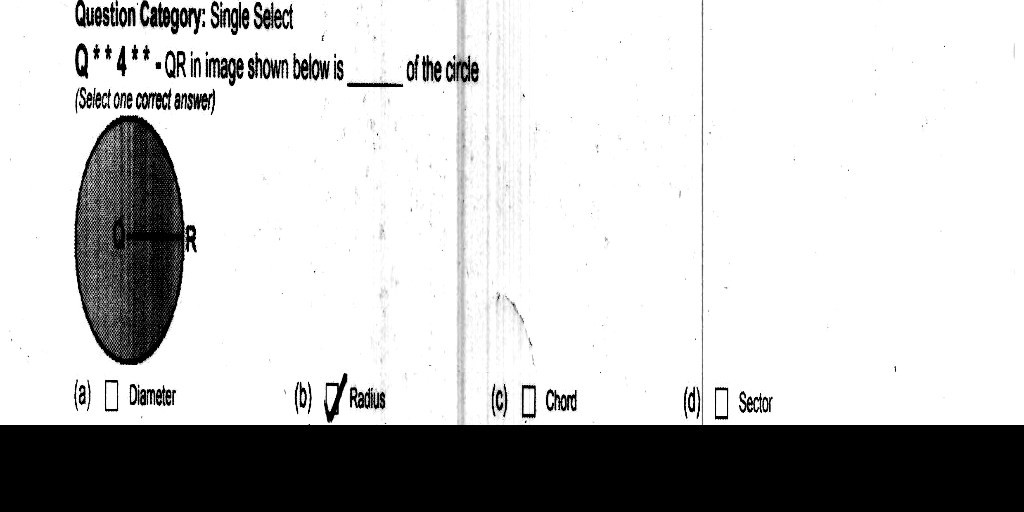 Question Category: Single Select
Q**4** - QR in image shown below is ______ of the circle
(Select one correct answer)
Q R
(a) Diameter (b) Radius (c) Chord (d) Sector